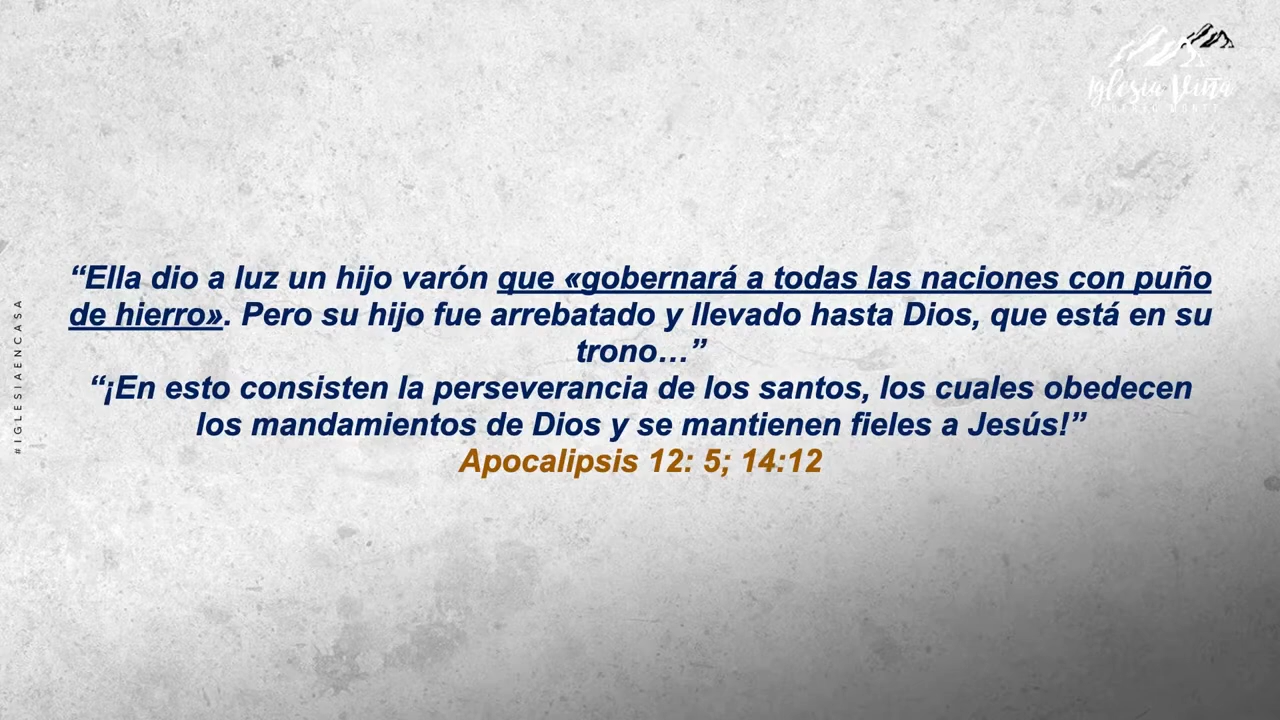 Iglesia Viña
#IGLESIAENCASA
“Ella dio a luz un hijo varón que «gobernará a todas las naciones con puño
de hierro». Pero su hijo fue arrebatado y llevado hasta Dios, que está en su
trono…”
“¡En esto consisten la perseverancia de los santos, los cuales obedecen
los mandamientos de Dios y se mantienen fieles a Jesús!”
Apocalipsis 12: 5; 14:12